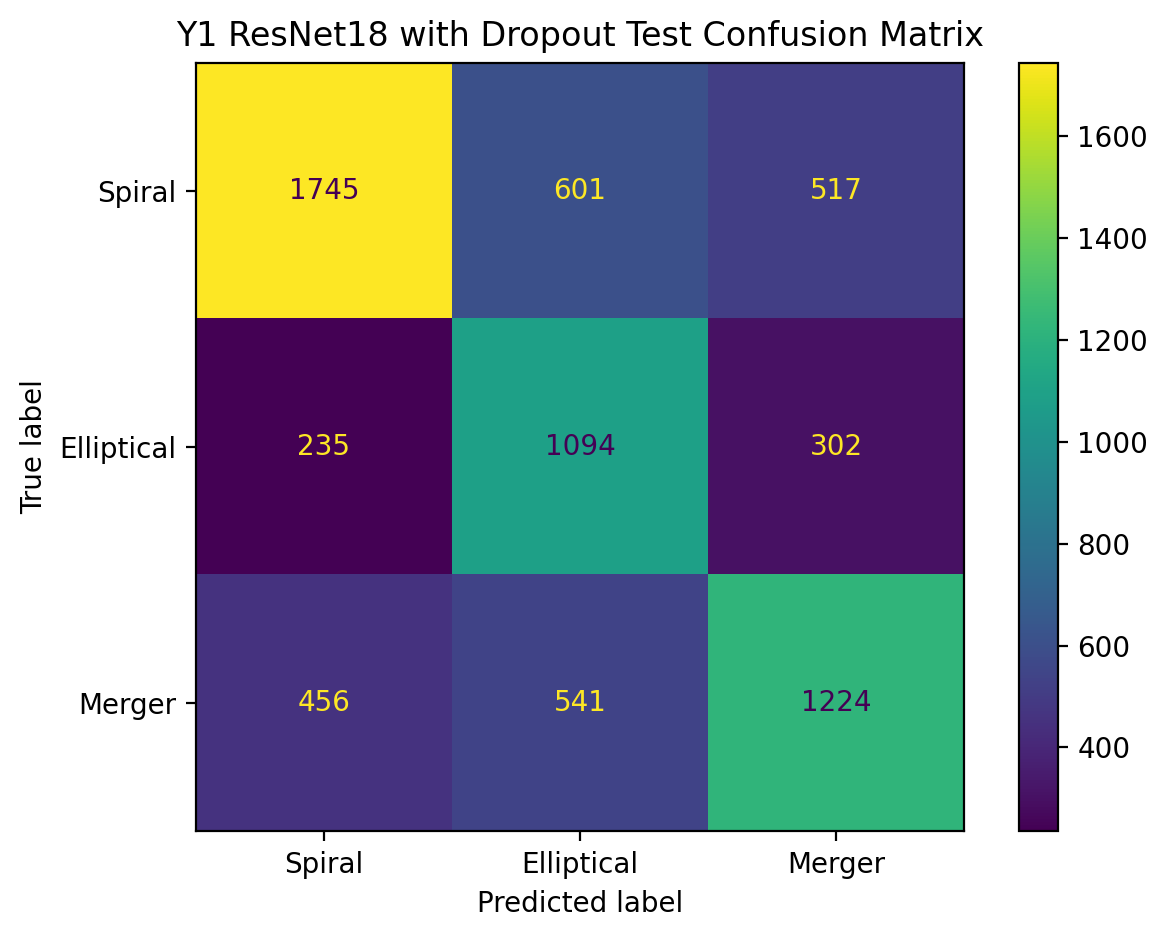 Y1 ResNet18 with Dropout Test Confusion Matrix
True label
Spiral
1745 601 517
Elliptical
235 1094 302
Merger
456 541 1224
Spiral Elliptical Merger
Predicted label
1600
1400
1200
1000
800
600
400